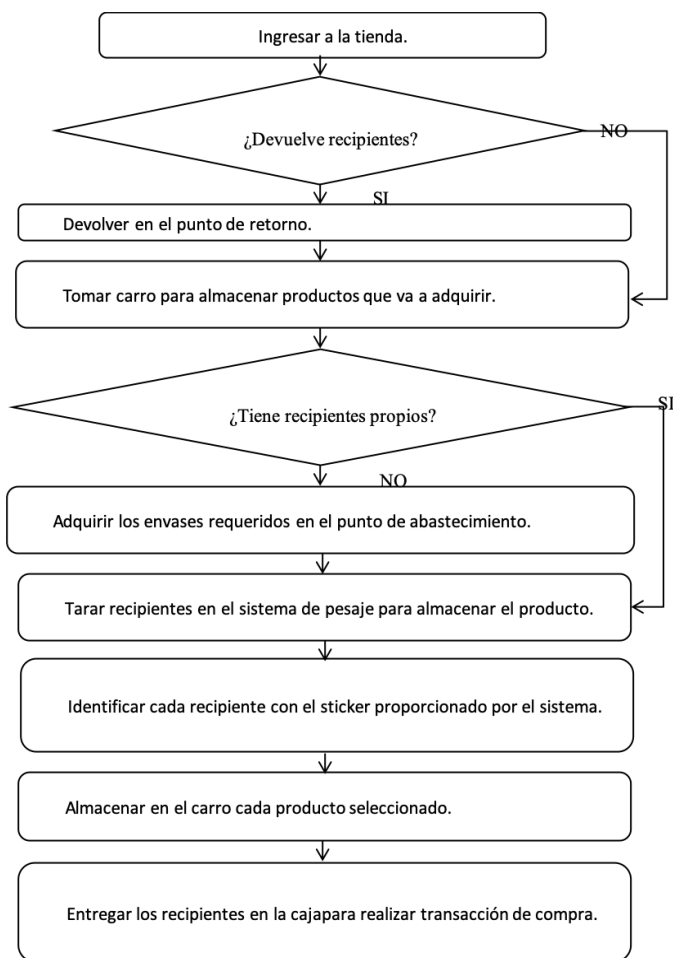 Ingresar a la tienda.
¿Devuelve recipientes?
NO
SI
Devolver en el punto de retorno.
Tomar carro para almacenar productos que va a adquirir.
¿Tiene recipientes propios?
SI
NO
Adquirir los envases requeridos en el punto de abastecimiento.
Tarar recipientes en el sistema de pesaje para almacenar el producto.
Identificar cada recipiente con el sticker proporcionado por el sistema.
Almacenar en el carro cada producto seleccionado.
Entregar los recipientes en la cajapara realizar transacción de compra.